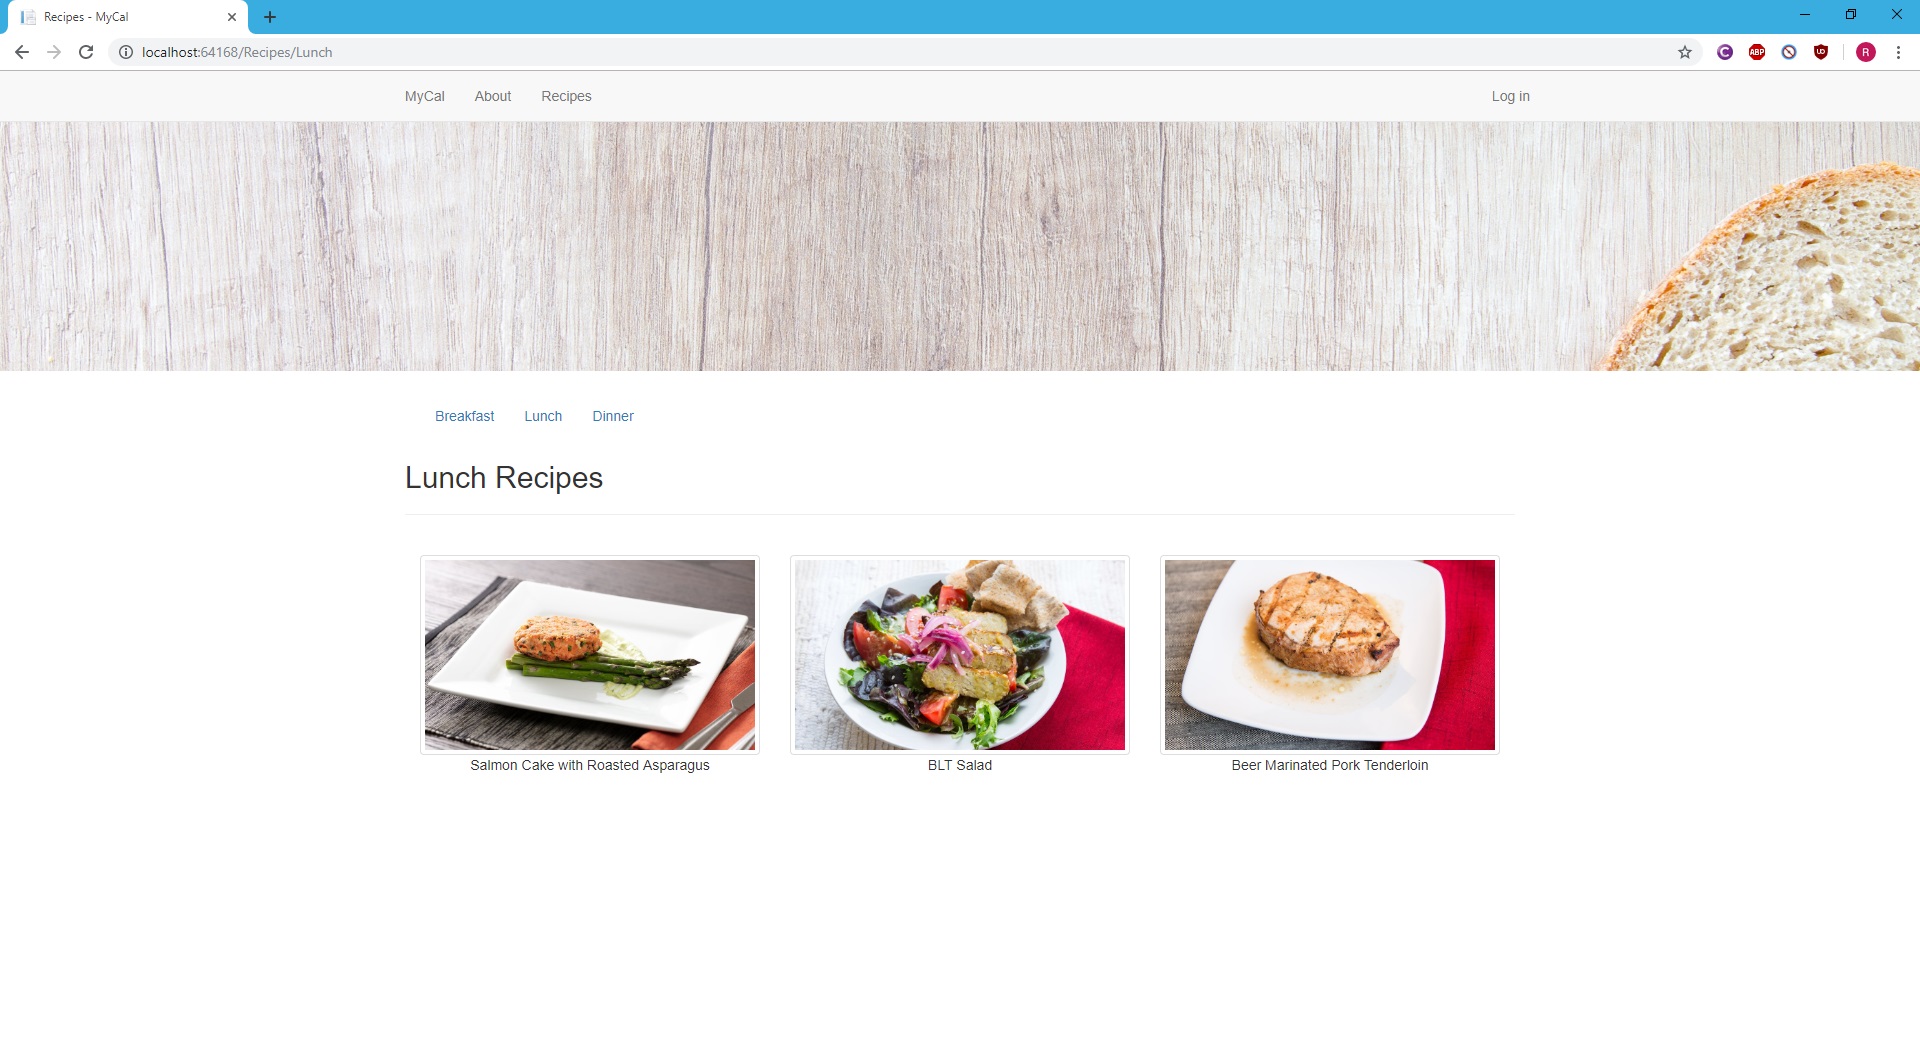 Recipes - MyCal
localhost:64168/Recipes/Lunch
ABP
R
MyCal About Recipes Log in
Breakfast Lunch Dinner
Lunch Recipes
Salmon Cake with Roasted Asparagus
BLT Salad
Beer Marinated Pork Tenderloin